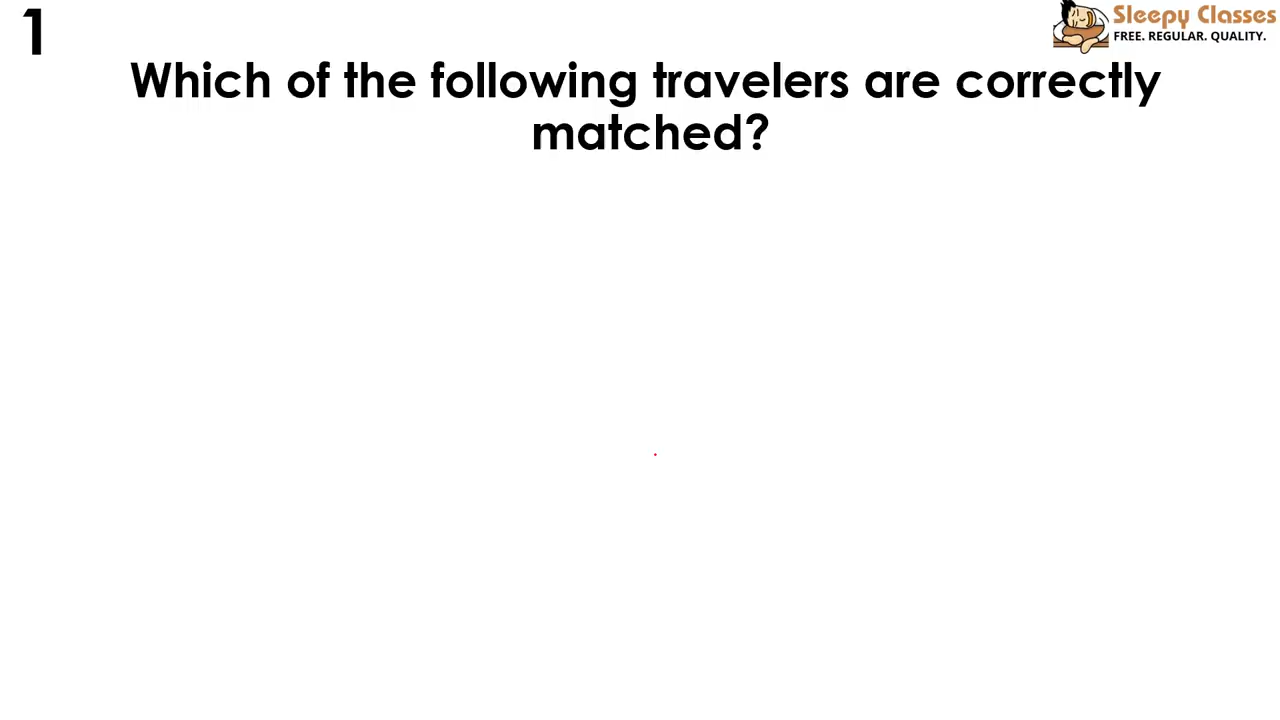 1
Sleepy Classes
FREE. REGULAR. QUALITY.
Which of the following travelers are correctly
matched?